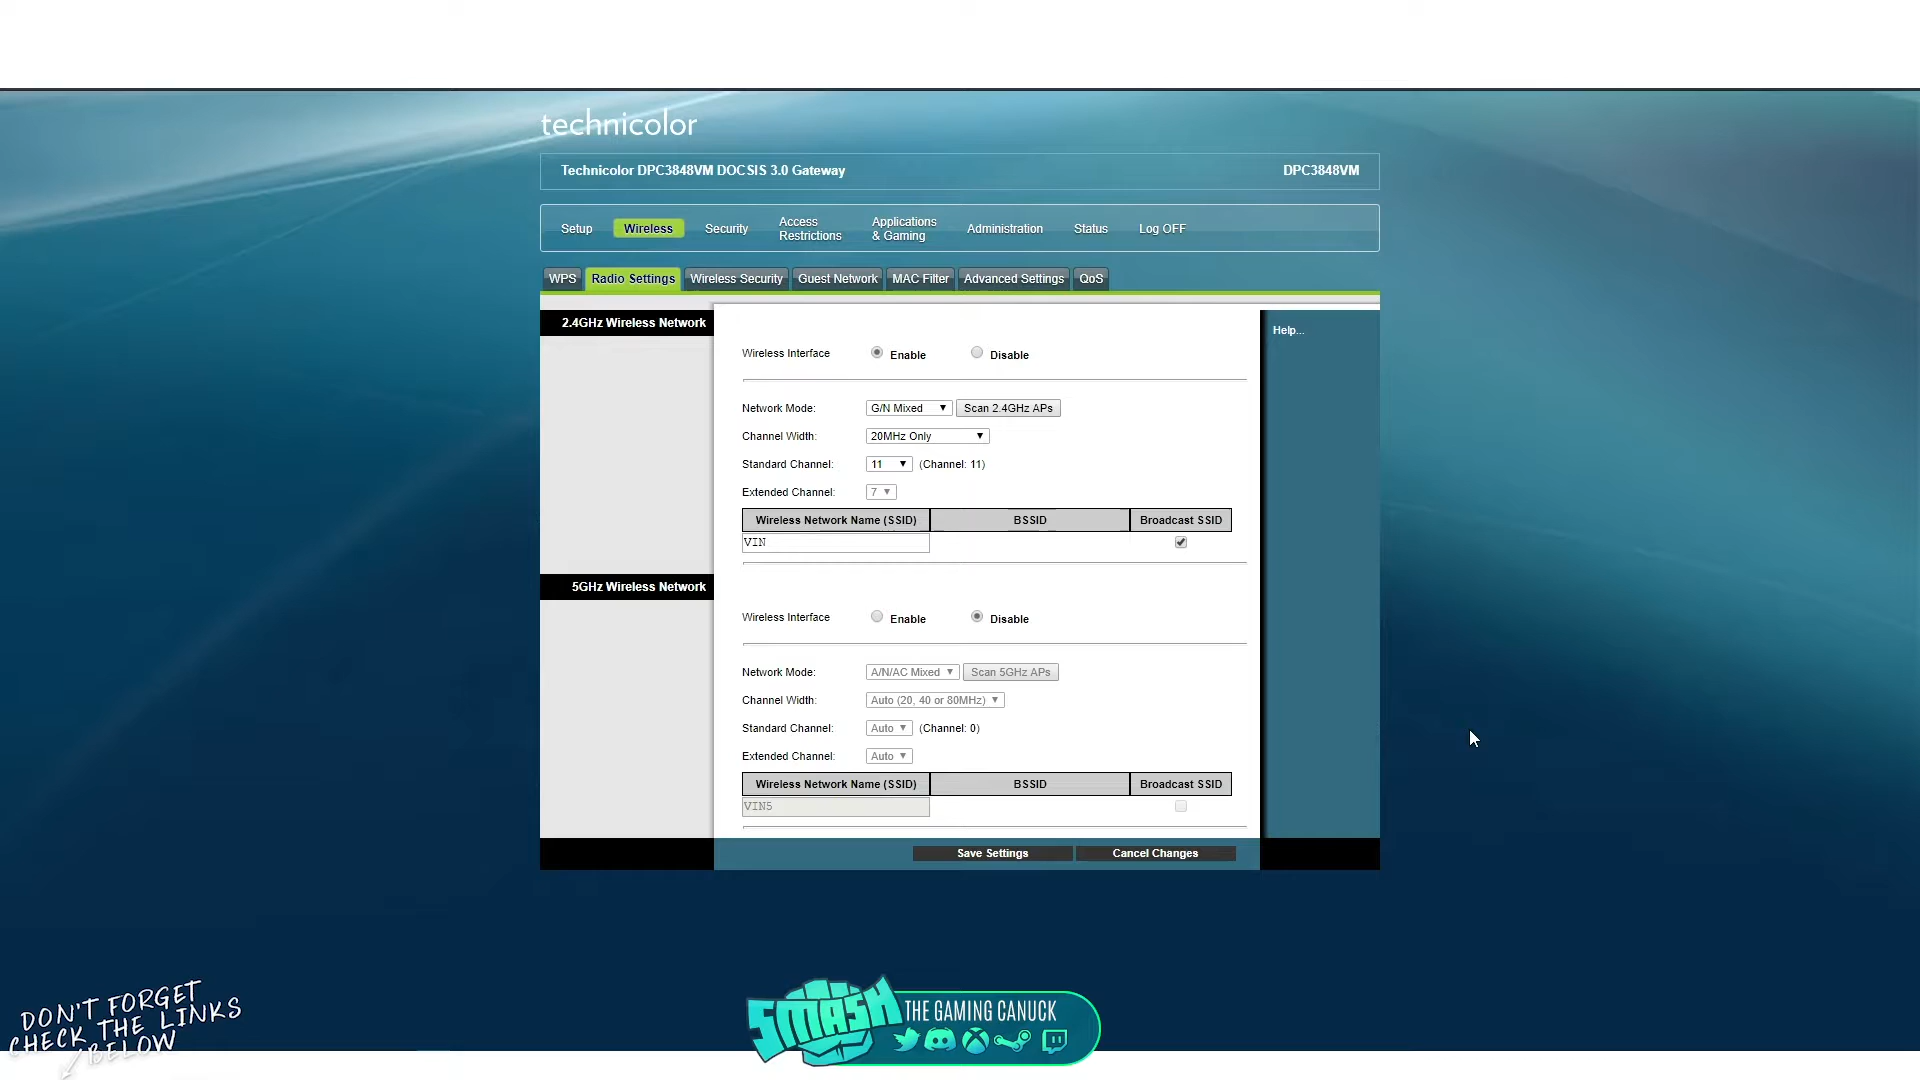 technicolor
Technicolor DPC3848VM DOCSIS 3.0 Gateway DPC3848VM
Setup Wireless Security Access Restrictions Applications & Gaming Administration Status Log OFF
WPS Radio Settings Wireless Security Guest Network MAC Filter Advanced Settings QoS
2.4GHz Wireless Network
Help...
Wireless Interface Enable Disable
Network Mode: G/N Mixed Scan 2.4GHz APs
Channel Width: 20MHz Only
Standard Channel: 11 (Channel: 11)
Extended Channel: 7
Wireless Network Name (SSID) BSSID Broadcast SSID
VIN
5GHz Wireless Network
Wireless Interface Enable Disable
Network Mode: A/N/AC Mixed Scan 5GHz APs
Channel Width: Auto (20, 40 or 80MHz)
Standard Channel: Auto (Channel: 0)
Extended Channel: Auto
Wireless Network Name (SSID) BSSID Broadcast SSID
VIN5
Save Settings Cancel Changes
DON'T FORGET
CHECK THE LINKS
BELOW
SMASH THE GAMING CANUCK